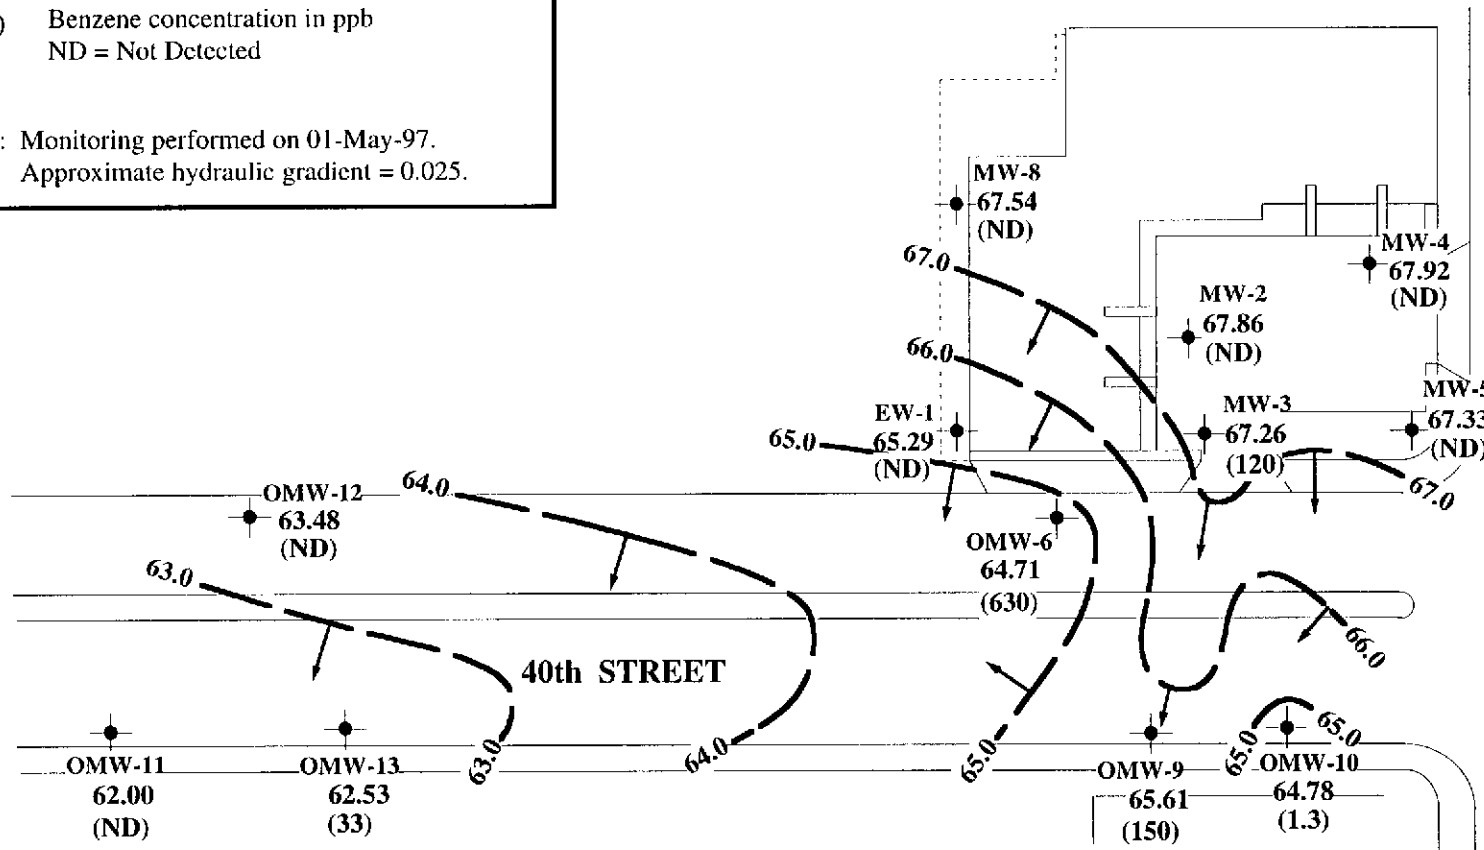 ) Benzene concentration in ppb
ND = Not Detected
: Monitoring performed on 01-May-97.
Approximate hydraulic gradient = 0.025.
MW-8
67.54
(ND)
MW-4
67.92
(ND)
67.0
MW-2
67.86
(ND)
66.0
MW-5
67.33
(ND)
EW-1
65.29
(ND)
MW-3
67.26
(120)
65.0
67.0
64.0
OMW-12
63.48
(ND)
OMW-6
64.71
(630)
63.0
66.0
40th STREET
65.0
65.0
63.0
64.0
65.0
OMW-11
62.00
(ND)
OMW-13
62.53
(33)
OMW-9
65.61
(150)
OMW-10
64.78
(1.3)